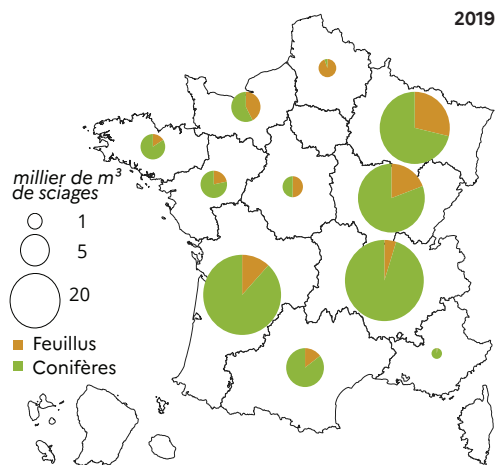 2019
millier de m³
de sciages
1
5
20
Feuillus
Conifères